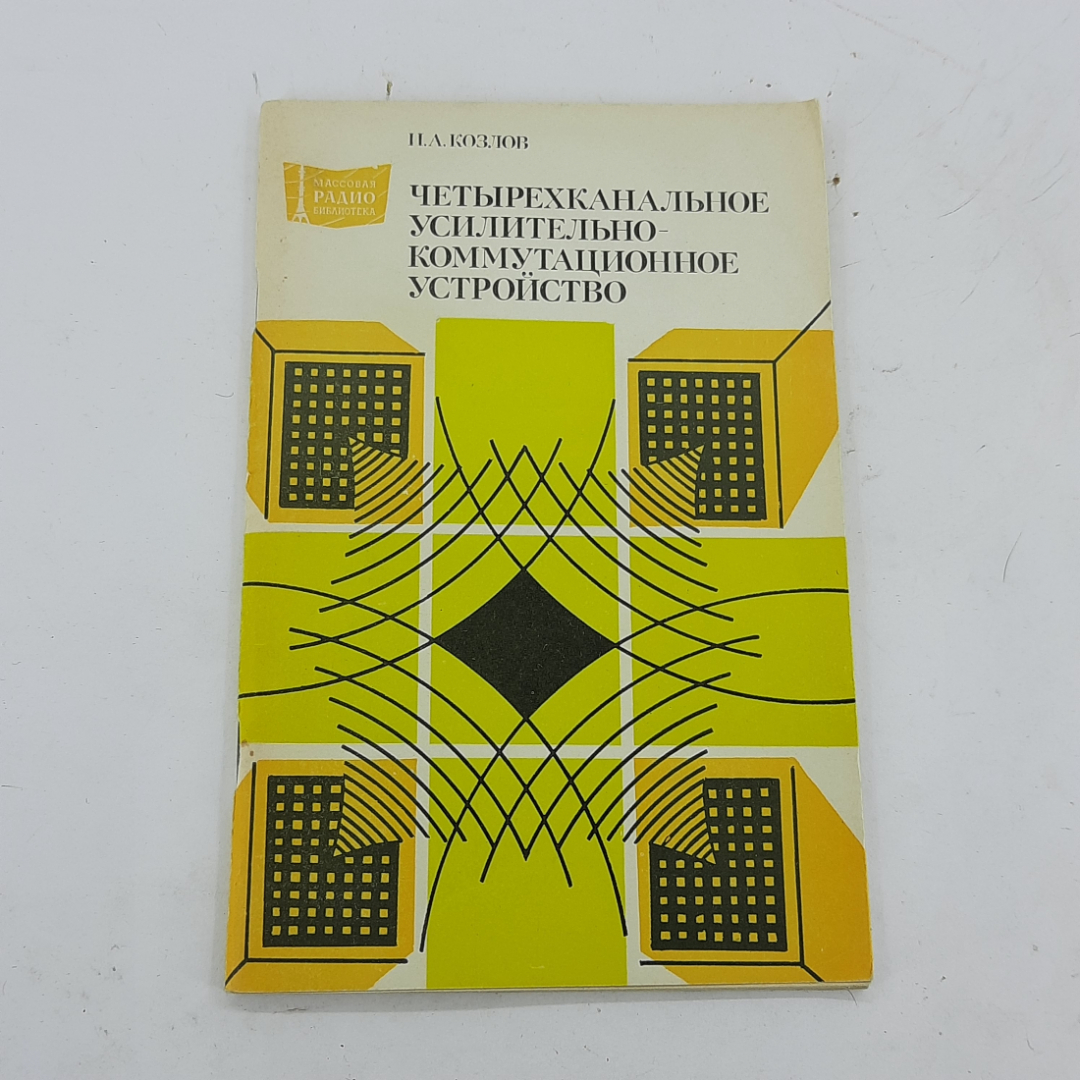 П.А.КОЗЛОВ
МАССОВАЯ
РАДИО
БИБЛИОТЕКА
ЧЕТЫРЕХКАНАЛЬНОЕ
УСИЛИТЕЛЬНО-
КОММУТАЦИОННОЕ
УСТРОЙСТВО